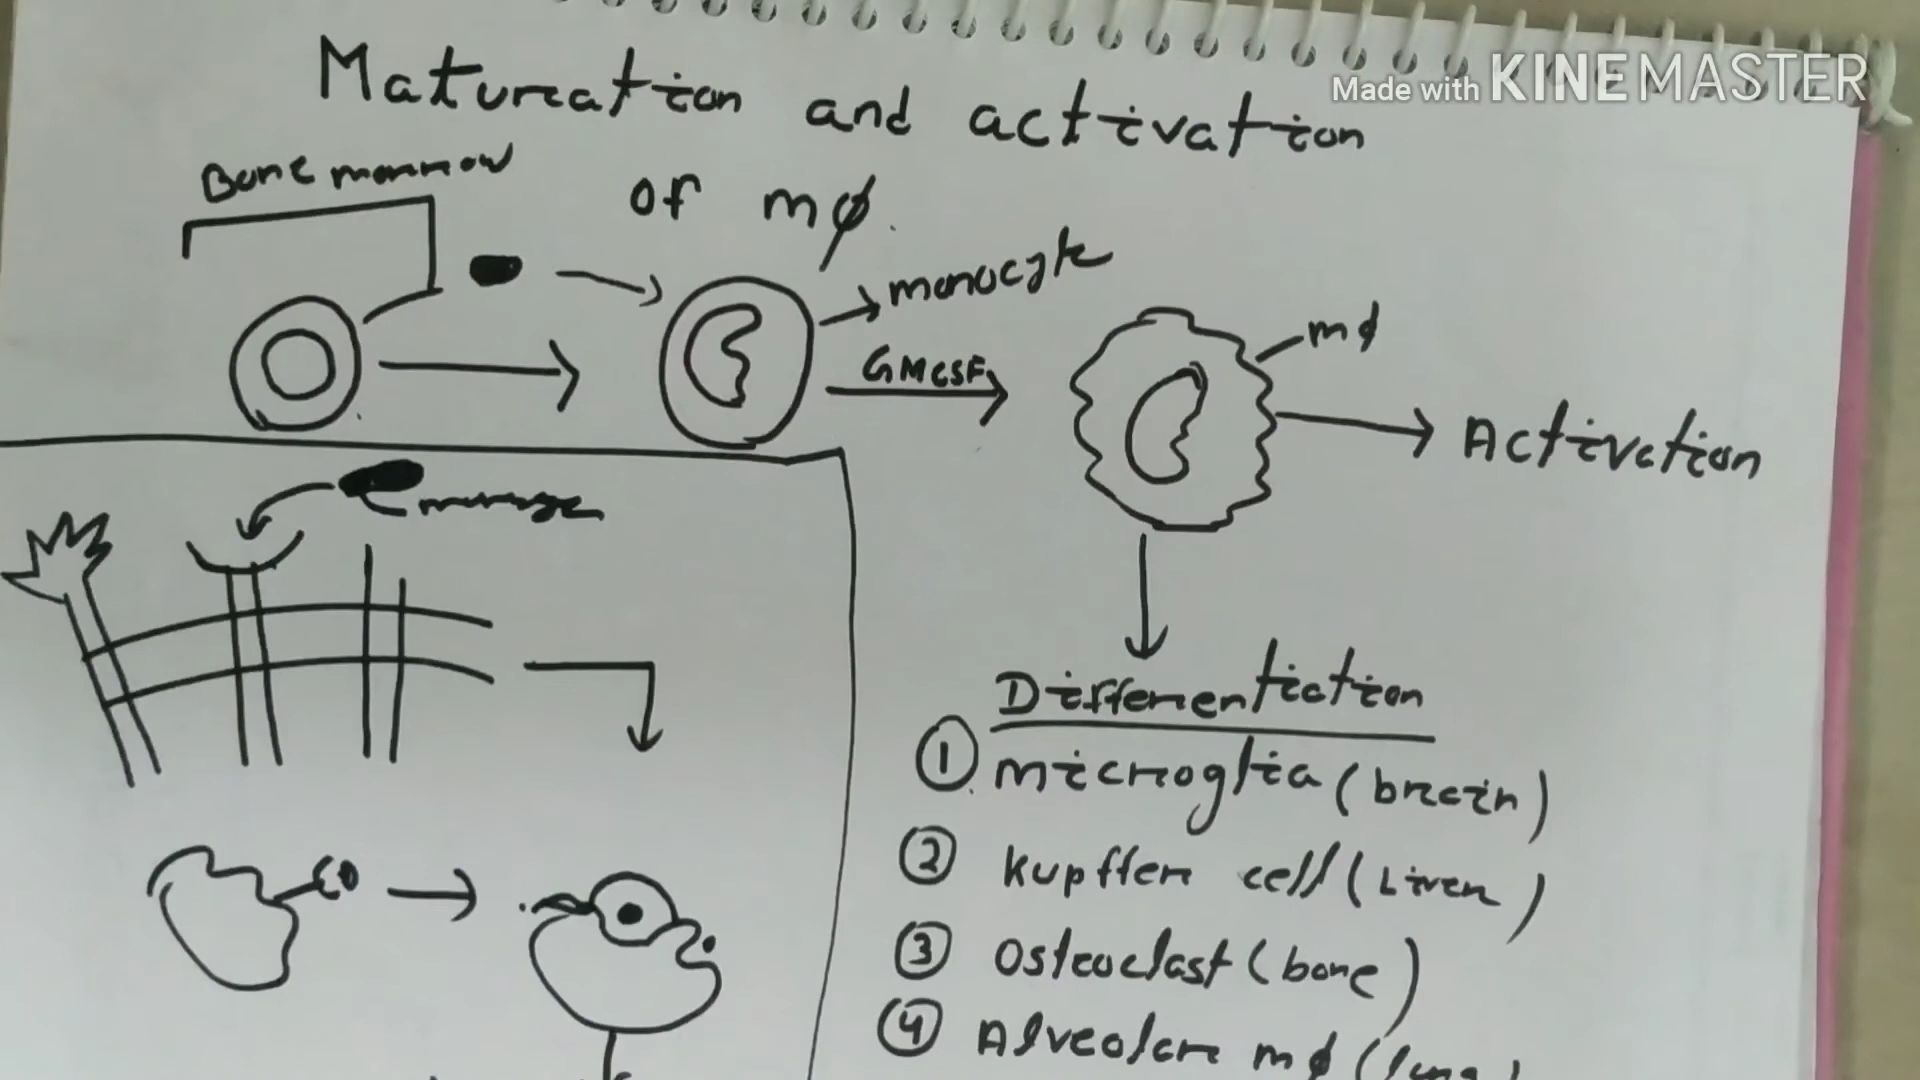 Made with KINEMASTER
Maturation and activation
of mφ
Bone marrow
monocyte
GMCSF
mφ
Activation
Differentiation
① microglia (brain)
② Kupffer cell (Liver)
③ Osteoclast (bone)
④ Alveolar mφ (lung)